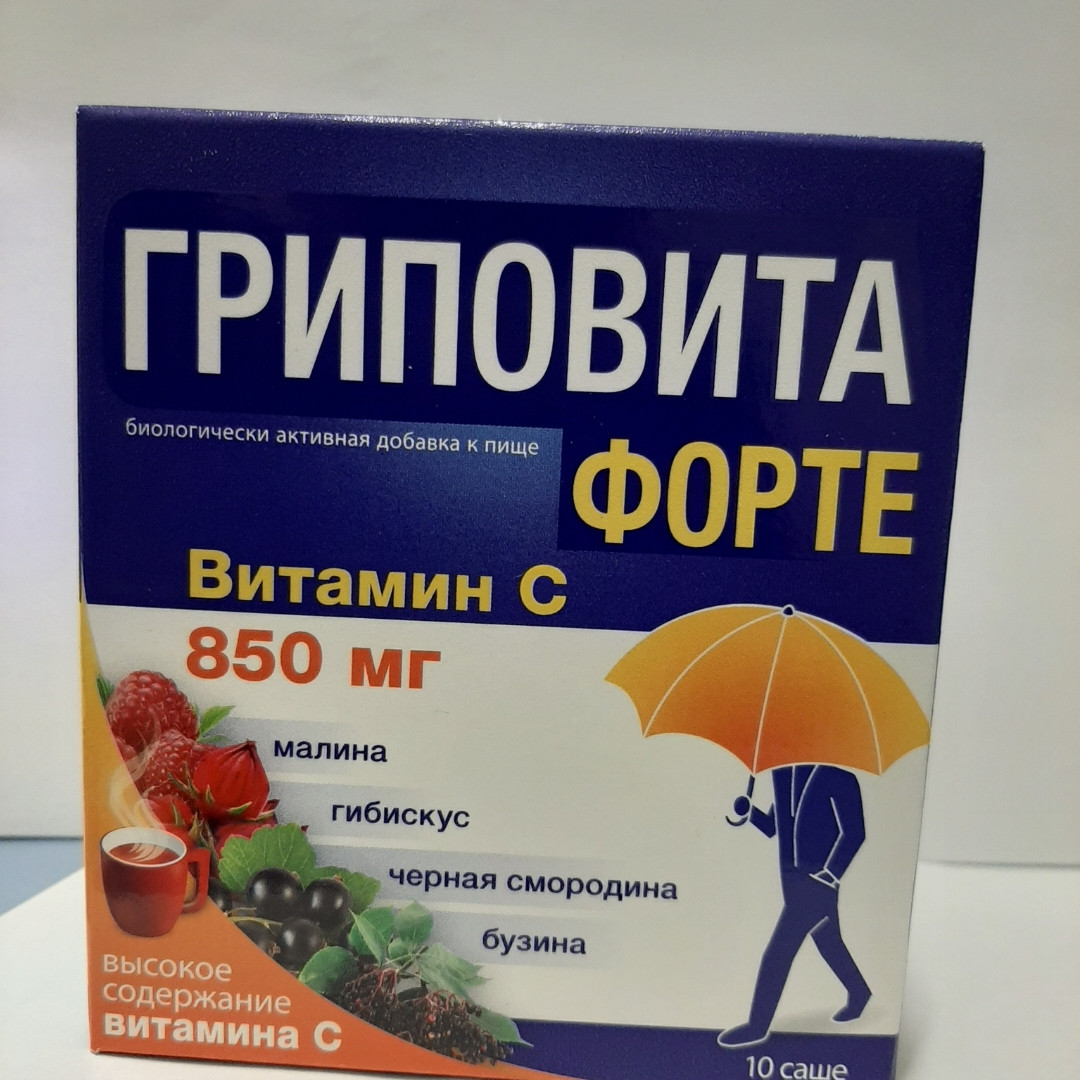 ГРИПОВИТА
биологически активная добавка к пище
ФОРТЕ
Витамин С
850 мг
малина
гибискус
черная смородина
бузина
высокое
содержание
витамина С
10 саше